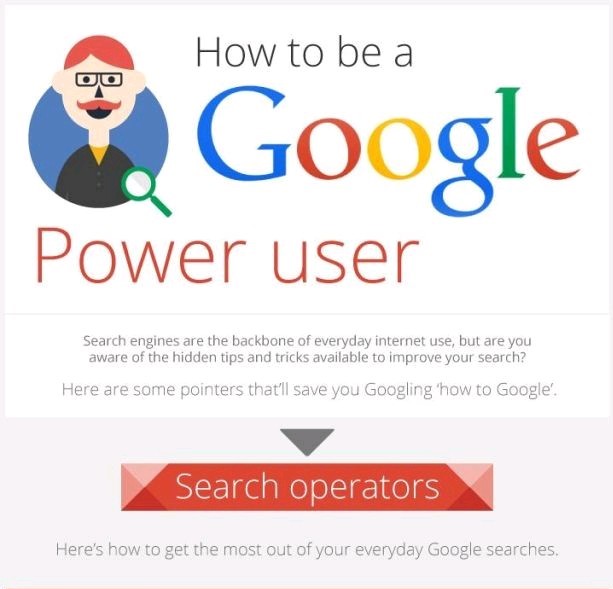 How to be a
Google
Power user
Search engines are the backbone of everyday internet use, but are you
aware of the hidden tips and tricks available to improve your search?
Here are some pointers that'll save you Googling 'how to Google'.
Search operators
Here's how to get the most out of your everyday Google searches.